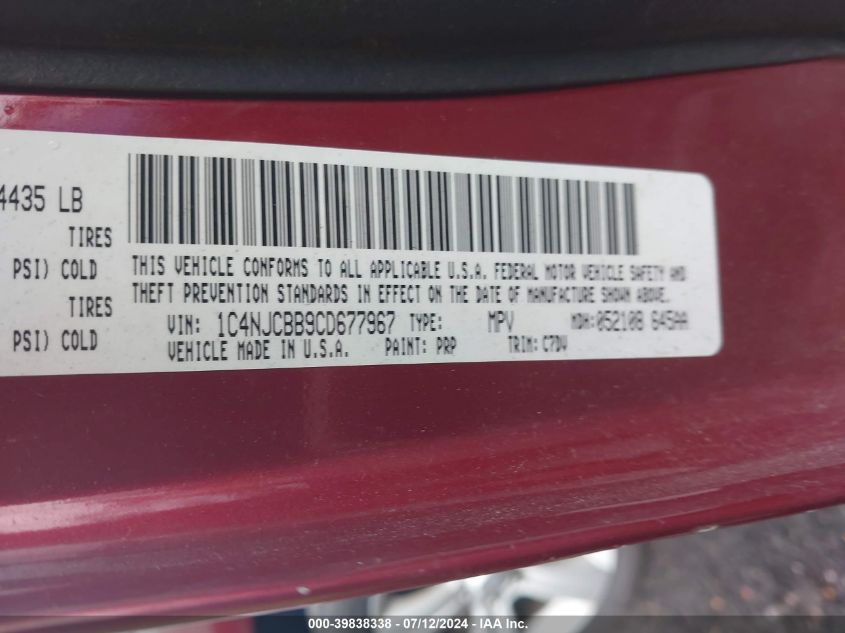 4435 LB
TIRES
PSI) COLD
TIRES
PSI) COLD
THIS VEHICLE CONFORMS TO ALL APPLICABLE U.S.A. FEDERAL MOTOR VEHICLE SAFETY AND
THEFT PREVENTION STANDARDS IN EFFECT ON THE DATE OF MANUFACTURE SHOWN ABOVE.
VIN: 1C4NJCBB9CD677967 TYPE: MPV MDH:052108 645AA
VEHICLE MADE IN U.S.A. PAINT: PRP TRIM: C7DV
000-39838338 - 07/12/2024 - IAA Inc.